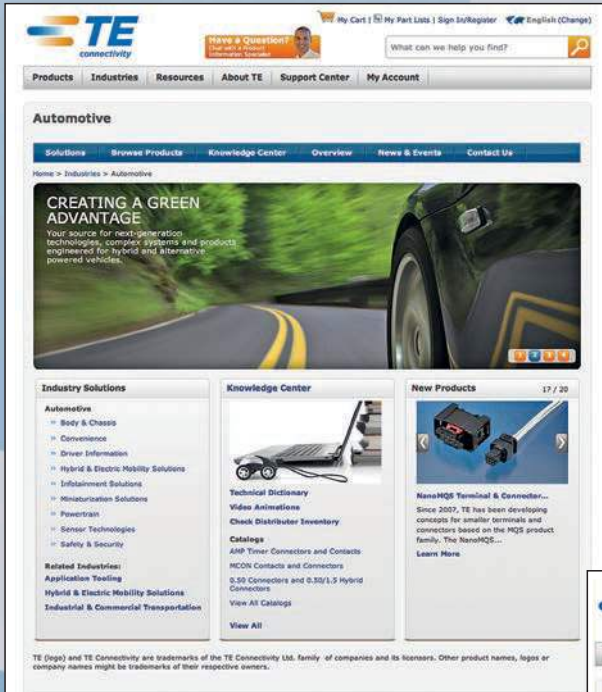 TE
connectivity
Have a Question?
Chat with a Product
Information Specialist
My Cart | My Part Lists | Sign In/Register English (Change)
What can we help you find?
Products Industries Resources About TE Support Center My Account
Automotive
Solutions Browse Products Knowledge Center Overview News & Events Contact Us
Home > Industries > Automotive
CREATING A GREEN
ADVANTAGE
Your source for next-generation
technologies, complex systems and products
engineered for hybrid and alternative
powered vehicles.
1 2 3 4
Industry Solutions
Automotive
» Body & Chassis
» Convenience
» Driver Information
» Hybrid & Electric Mobility Solutions
» Infotainment Solutions
» Miniaturization Solutions
» Powertrain
» Sensor Technologies
» Safety & Security
Related Industries:
Application Tooling
Hybrid & Electric Mobility Solutions
Industrial & Commercial Transportation
Knowledge Center
Technical Dictionary
Video Animations
Check Distributor Inventory
Catalogs
AMP Timer Connectors and Contacts
MCON Contacts and Connectors
0.50 Connectors and 0.50/1.5 Hybrid
Connectors
View All Catalogs
View All
New Products 17 / 20
NanoMQS Terminal & Connector...
Since 2007, TE has been developing
concepts for smaller terminals and
connectors based on the MQS product
family. The NanoMQS...
Learn More
TE (logo) and TE Connectivity are trademarks of the TE Connectivity Ltd. family of companies and its licensors. Other product names, logos or
company names might be trademarks of their respective owners.